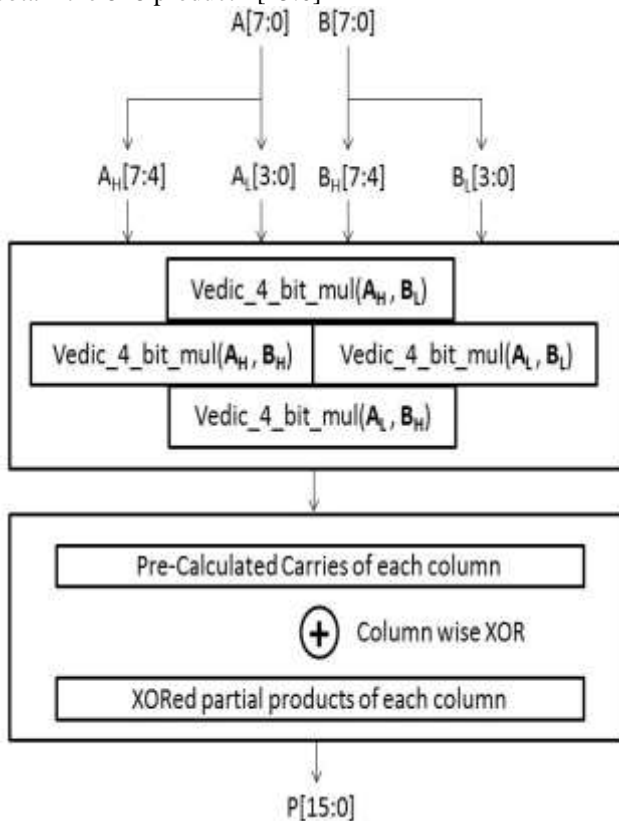 A[7:0] B[7:0]
A_H[7:4] A_L[3:0] B_H[7:4] B_L[3:0]
Vedic_4_bit_mul(A_H , B_L)
Vedic_4_bit_mul(A_H , B_H) Vedic_4_bit_mul(A_L , B_L)
Vedic_4_bit_mul(A_L , B_H)
Pre-Calculated Carries of each column
+ Column wise XOR
XORed partial products of each column
P[15:0]